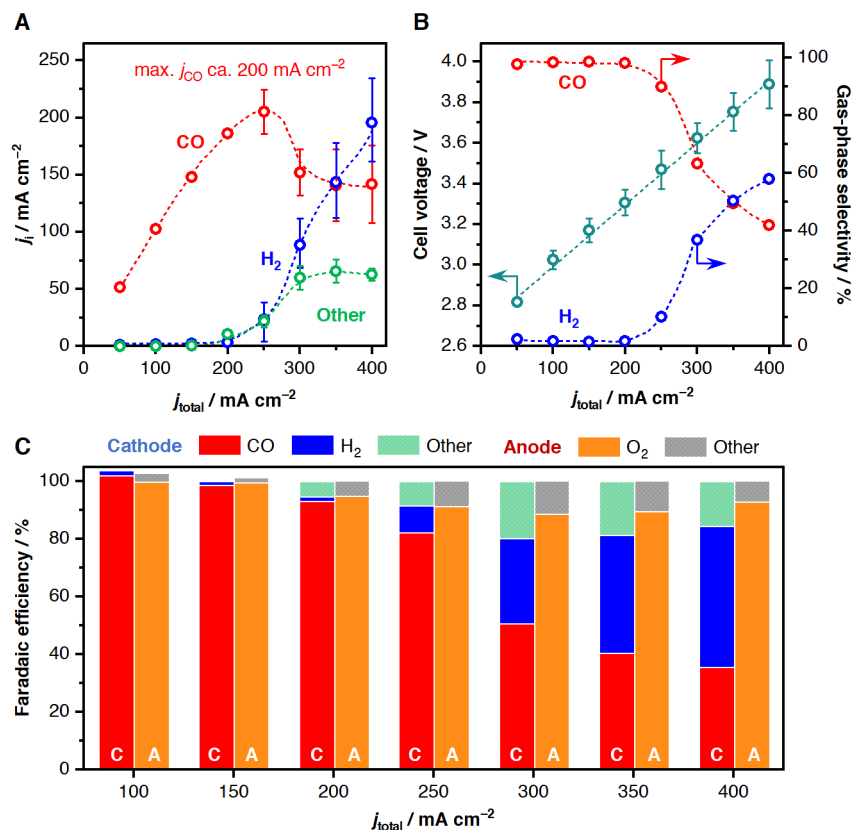 A
max. jCO ca. 200 mA cm−2
CO
H2
Other
250
200
150
100
50
0
ji / mA cm−2
0 100 200 300 400
jtotal / mA cm−2
B
CO
H2
4.0
3.8
3.6
3.4
3.2
3.0
2.8
2.6
Cell voltage / V
100
80
60
40
20
0
Gas-phase selectivity / %
0 100 200 300 400
jtotal / mA cm−2
C
Cathode CO H2 Other Anode O2 Other
100
80
60
40
20
0
Faradaic efficiency / %
C A C A C A C A C A C A C A
100 150 200 250 300 350 400
jtotal / mA cm−2